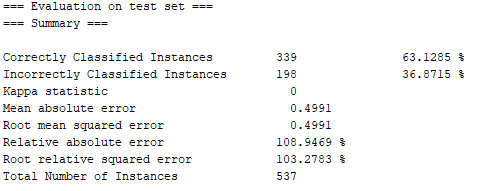 === Evaluation on test set ===
=== Summary ===
Correctly Classified Instances 339 63.1285 %
Incorrectly Classified Instances 198 36.8715 %
Kappa statistic 0
Mean absolute error 0.4991
Root mean squared error 0.4991
Relative absolute error 108.9469 %
Root relative squared error 103.2783 %
Total Number of Instances 537